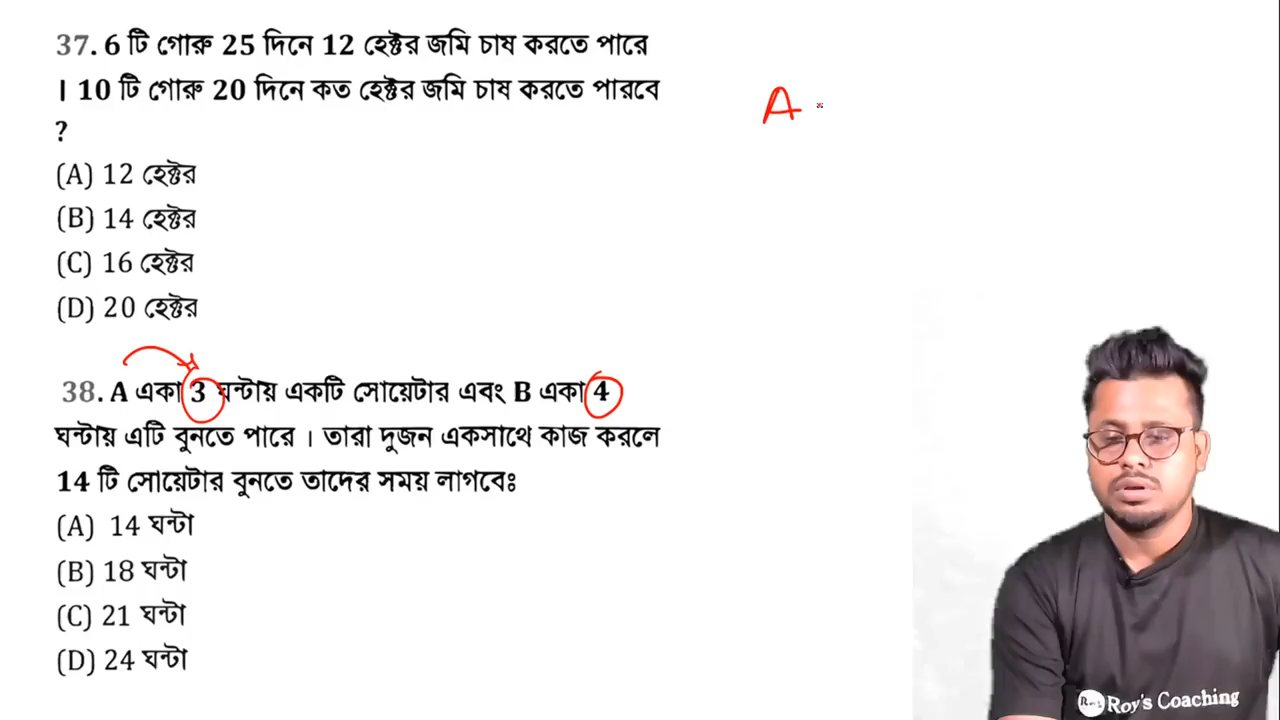 37. 6 টি গোরু 25 দিনে 12 হেক্টর জমি চাষ করতে পারে
। 10 টি গোরু 20 দিনে কত হেক্টর জমি চাষ করতে পারবে
?
(A) 12 হেক্টর
(B) 14 হেক্টর
(C) 16 হেক্টর
(D) 20 হেক্টর
A
38. A একা 3 ঘন্টায় একটি সোয়েটার এবং B একা 4
ঘন্টায় এটি বুনতে পারে । তারা দুজন একসাথে কাজ করলে
14 টি সোয়েটার বুনতে তাদের সময় লাগবেঃ
(A) 14 ঘন্টা
(B) 18 ঘন্টা
(C) 21 ঘন্টা
(D) 24 ঘন্টা
Roy's Coaching